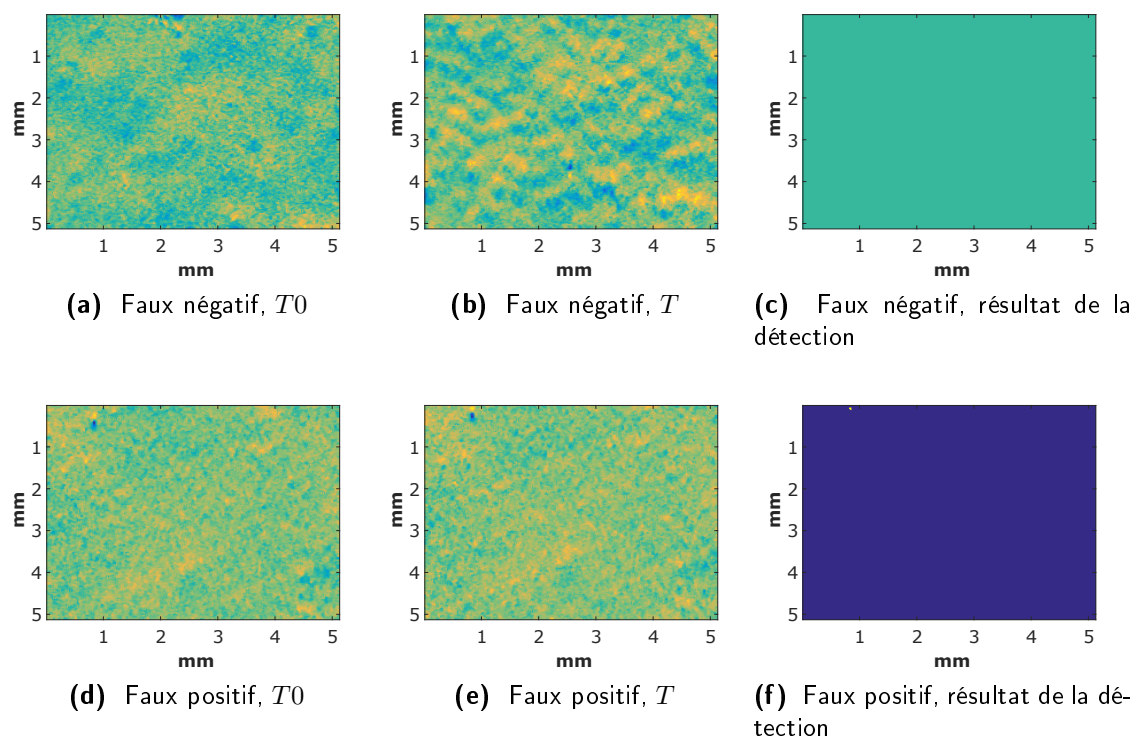 mm
1
2
3
4
5
1 2 3 4 5
mm
(a) Faux négatif, T0
mm
1
2
3
4
5
1 2 3 4 5
mm
(b) Faux négatif, T
mm
1
2
3
4
5
1 2 3 4 5
mm
(c) Faux négatif, résultat de la
détection
mm
1
2
3
4
5
1 2 3 4 5
mm
(d) Faux positif, T0
mm
1
2
3
4
5
1 2 3 4 5
mm
(e) Faux positif, T
mm
1
2
3
4
5
1 2 3 4 5
mm
(f) Faux positif, résultat de la dé-
tection